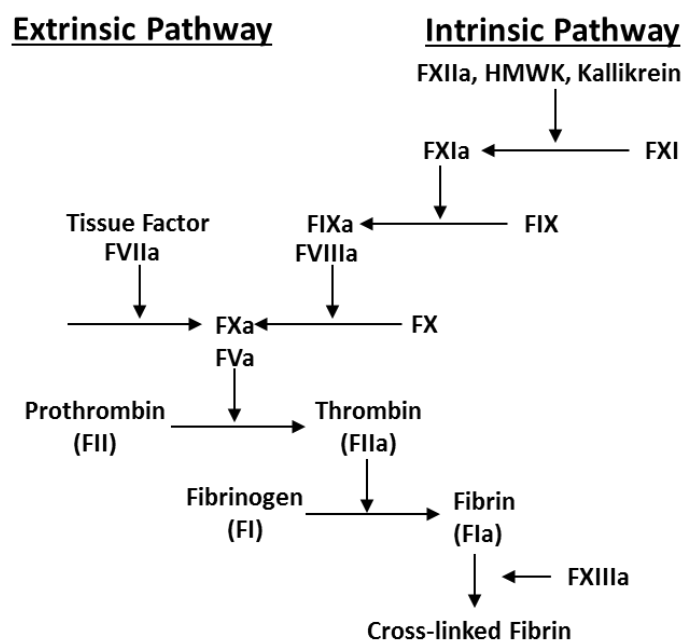 Extrinsic Pathway
Intrinsic Pathway
FXIIa, HMWK, Kallikrein
FXIa
FXI
Tissue Factor
FVIIa
FIXa
FVIIIa
FIX
FXa
FVa
FX
Prothrombin
(FII)
Thrombin
(FIIa)
Fibrinogen
(FI)
Fibrin
(FIa)
FXIIIa
Cross-linked Fibrin